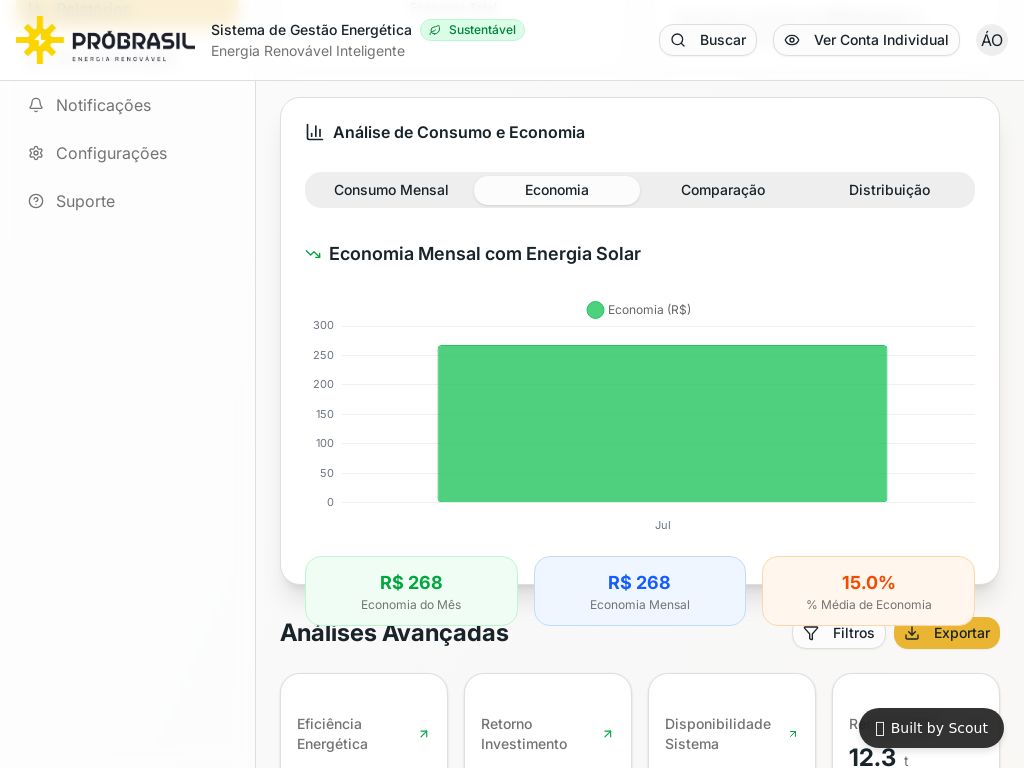 PRÓBRASIL
ENERGIA RENOVÁVEL
Sistema de Gestão Energética
Sustentável
Energia Renovável Inteligente
Buscar
Ver Conta Individual
ÁO
Notificações
Configurações
Suporte
Análise de Consumo e Economia
Consumo Mensal
Economia
Comparação
Distribuição
Economia Mensal com Energia Solar
Economia (R$)
300
250
200
150
100
50
0
Jul
R$ 268
Economia do Mês
R$ 268
Economia Mensal
15.0%
% Média de Economia
Análises Avançadas
Filtros
Exportar
Eficiência
Energética
Retorno
Investimento
Disponibilidade
Sistema
12.3 t
Built by Scout